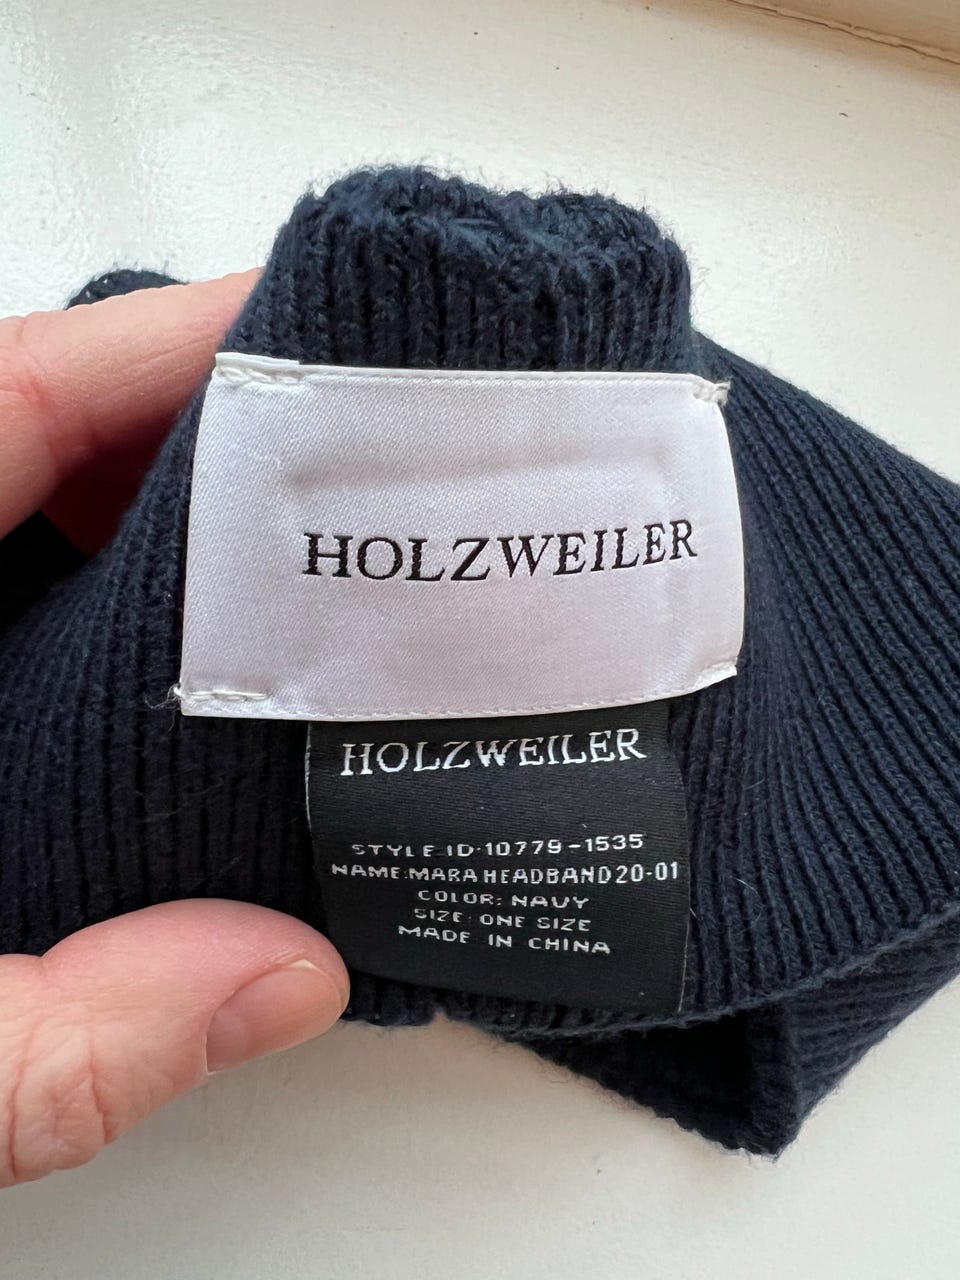 HOLZWEILER
HOLZWEILER
STYLE ID:10779-1535
NAME:MARA HEADBAND 20-01
COLOR: NAVY
SIZE: ONE SIZE
MADE IN CHINA